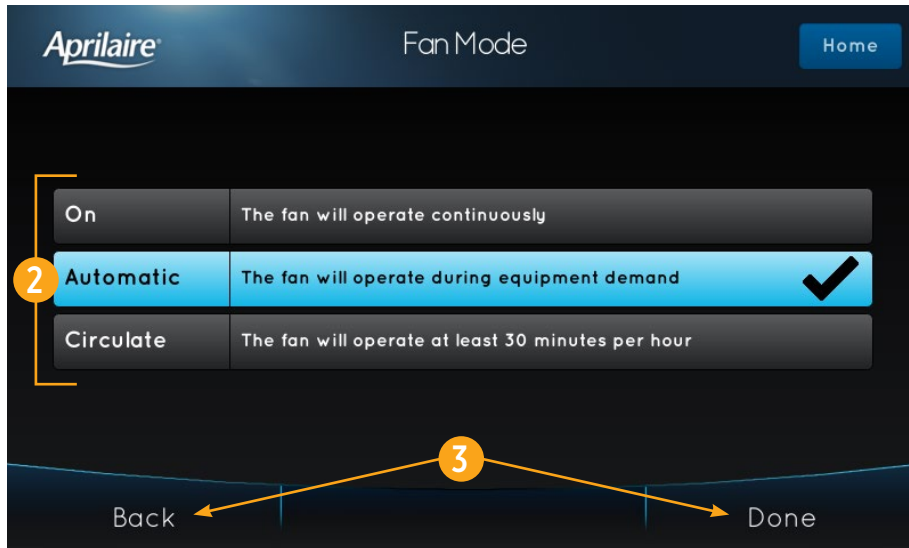 Aprilaire®
Fan Mode
Home
On
The fan will operate continuously
2
Automatic
The fan will operate during equipment demand
Circulate
The fan will operate at least 30 minutes per hour
3
Back
Done